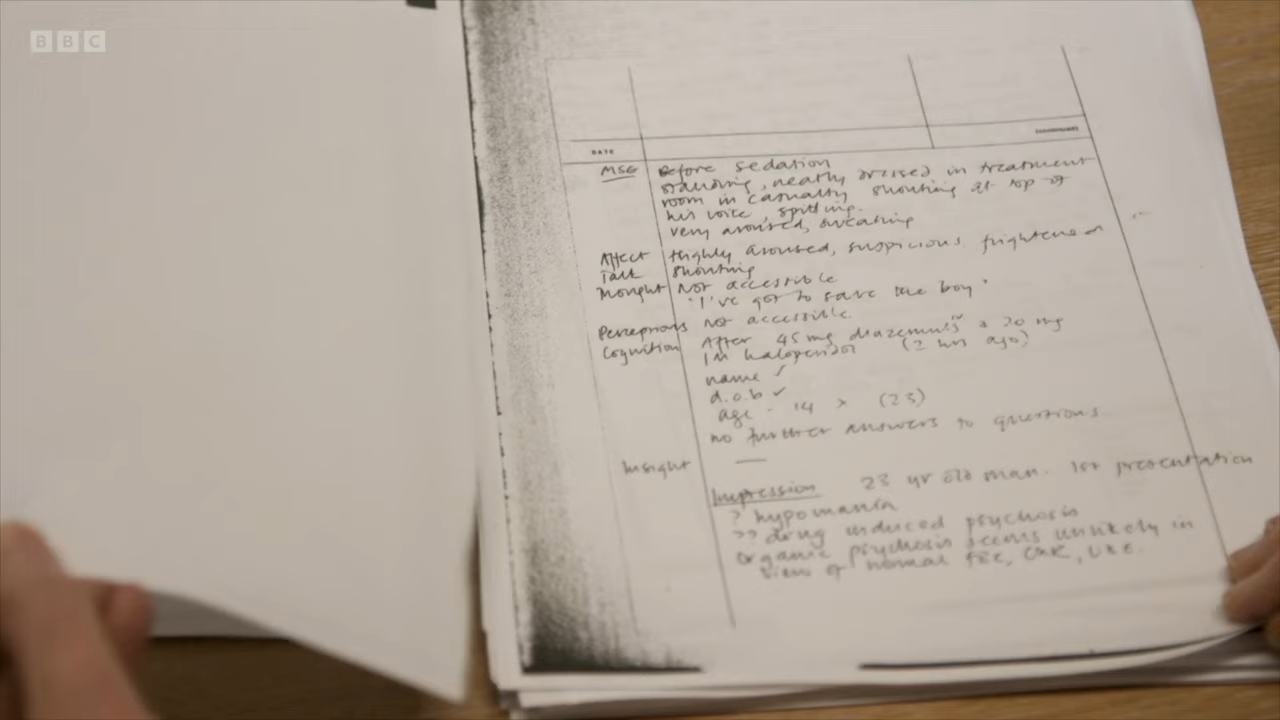 BBC
DATE
MSE Before sedation
standing, neatly dressed in treatment
room in casualty shouting at top of
his voice, spitting.
very aroused, sweating
Affect Highly aroused, suspicious, frightened
Talk shouting
Thought Not accessible
"I've got to save the boy"
Perceptions not accessible.
Cognition After 45mg diazemuls & 20 mg
IM haloperidol (2 hrs ago)
name ✓
d.o.b ✓
age - 14 × (23)
no further answers to questions
Insight —
Impression 23 yr old man. 1st presentation
? hypomania
?? drug induced psychosis
organic psychosis seems unlikely in
view of normal FBC, U&E.